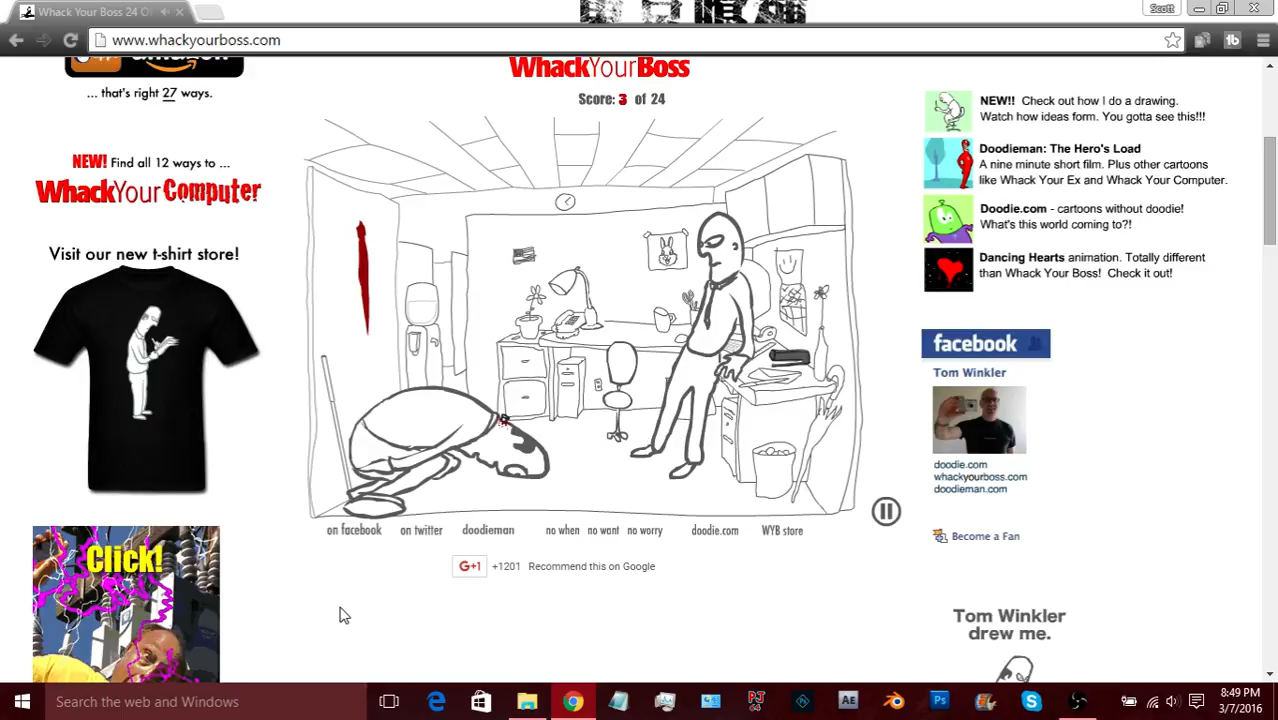 Whack Your Boss 24 O
Scott
www.whackyourboss.com
... that's right 27 ways.
NEW! Find all 12 ways to ...
WhackYourComputer
Visit our new t-shirt store!
Click!
WhackYourBoss
Score: 3 of 24
on facebook on twitter doodieman no when no want no worry doodie.com WYB store
G+1 +1201 Recommend this on Google
NEW!! Check out how I do a drawing.
Watch how ideas form. You gotta see this!!!
Doodieman: The Hero's Load
A nine minute short film. Plus other cartoons
like Whack Your Ex and Whack Your Computer.
Doodie.com - cartoons without doodie!
What's this world coming to?!
Dancing Hearts animation. Totally different
than Whack Your Boss! Check it out!
facebook
Tom Winkler
doodie.com
whackyourboss.com
doodieman.com
Become a Fan
Tom Winkler
drew me.
Search the web and Windows
8:49 PM
3/7/2016